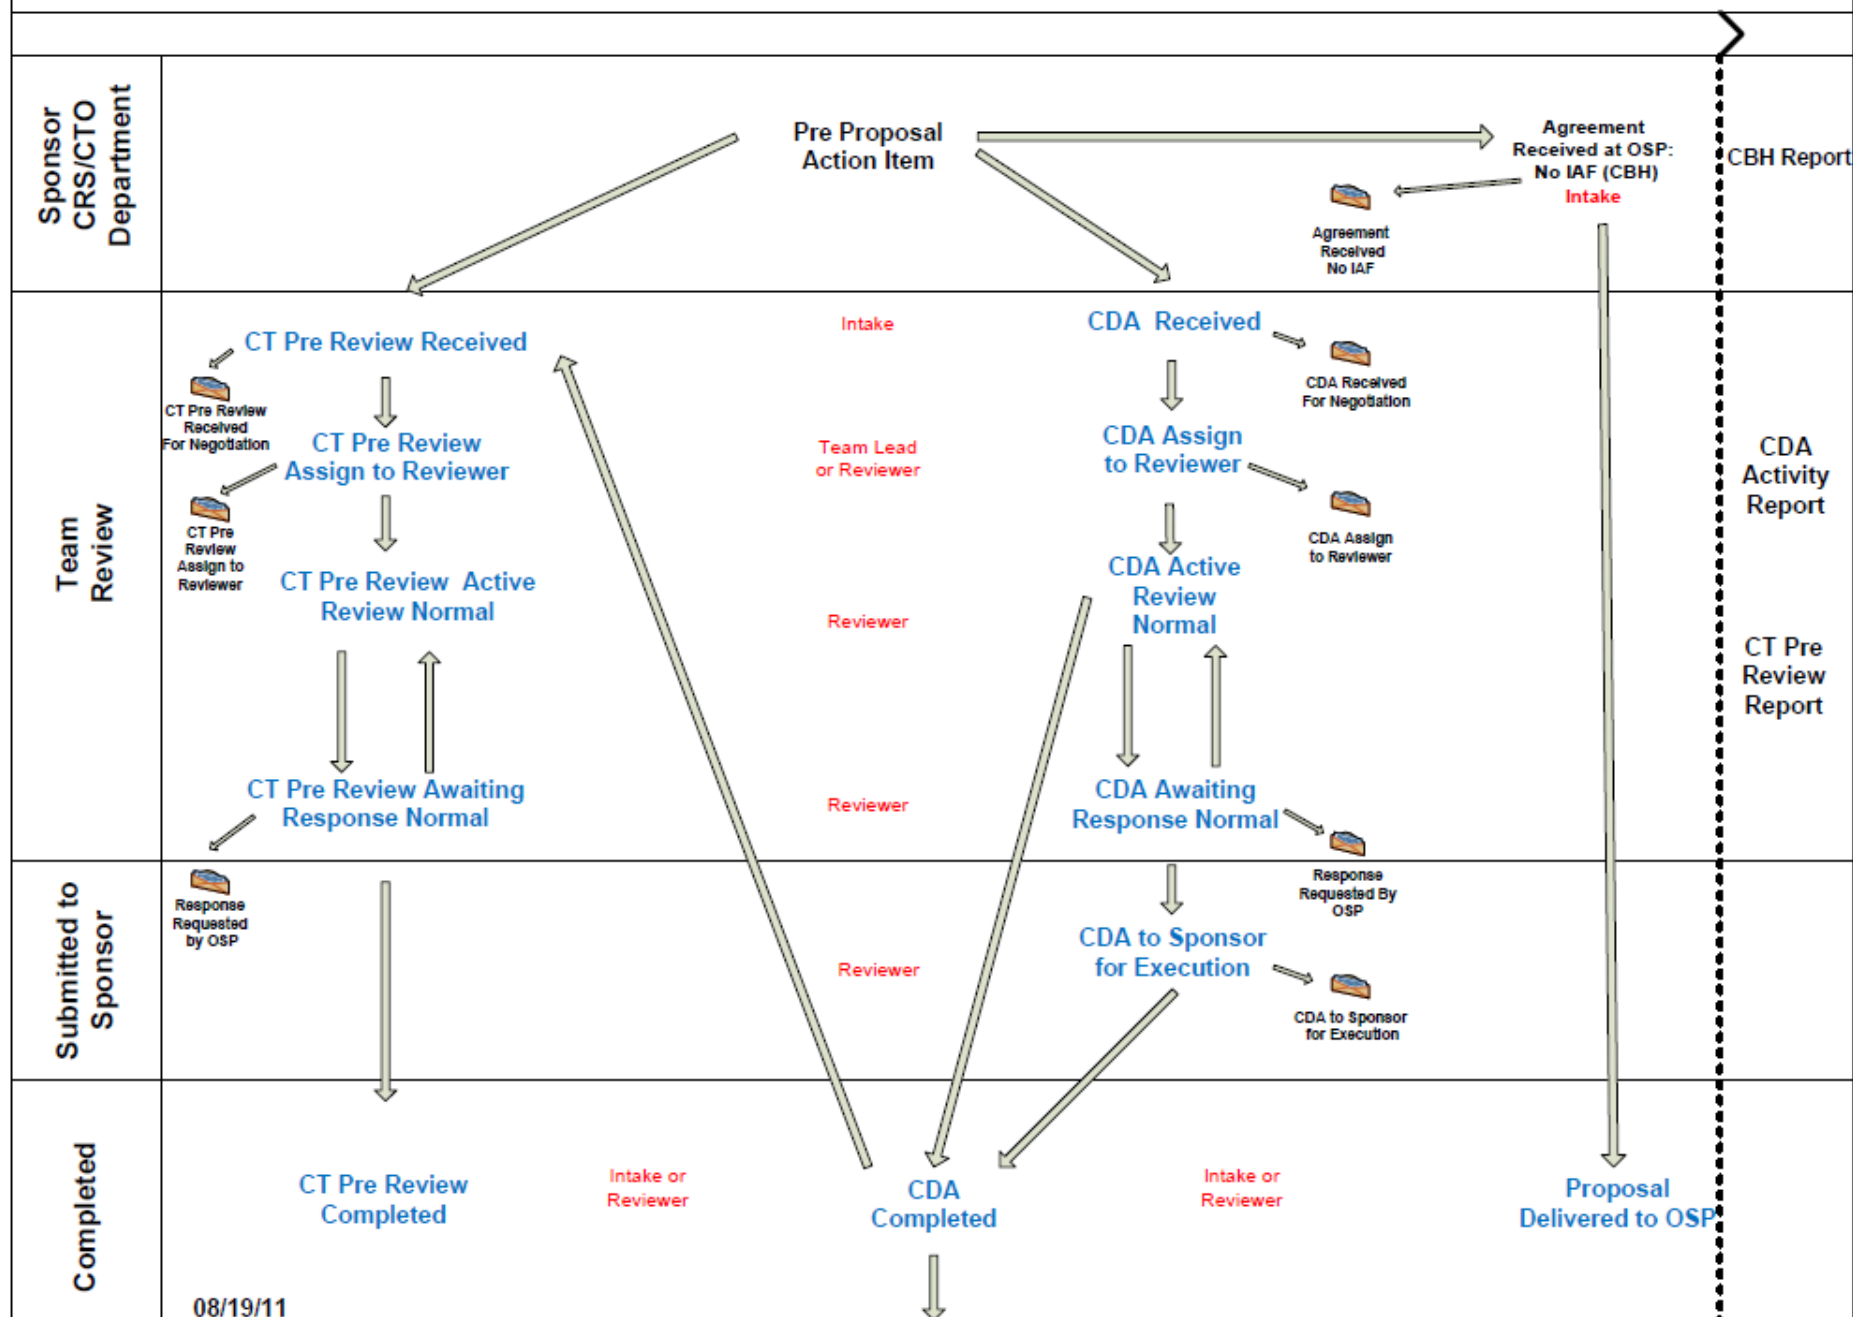 Sponsor
CRS/CTO
Department
Pre Proposal
Action Item
Agreement
Received at OSP:
No IAF (CBH)
Intake
Agreement
Received
No IAF
CBH Report
Team
Review
CT Pre Review Received
Intake
CDA Received
CT Pre Review
Received
For Negotiation
CDA Received
For Negotiation
CT Pre Review
Assign to Reviewer
Team Lead
or Reviewer
CDA Assign
to Reviewer
CT Pre
Review
Assign to
Reviewer
CDA Assign
to Reviewer
CDA
Activity
Report
CT Pre Review Active
Review Normal
Reviewer
CDA Active
Review
Normal
CT Pre
Review
Report
CT Pre Review Awaiting
Response Normal
Reviewer
CDA Awaiting
Response Normal
Submitted to
Sponsor
Response
Requested
by OSP
Response
Requested By
OSP
Reviewer
CDA to Sponsor
for Execution
CDA to Sponsor
for Execution
Completed
CT Pre Review
Completed
Intake or
Reviewer
CDA
Completed
Intake or
Reviewer
Proposal
Delivered to OSP
08/19/11